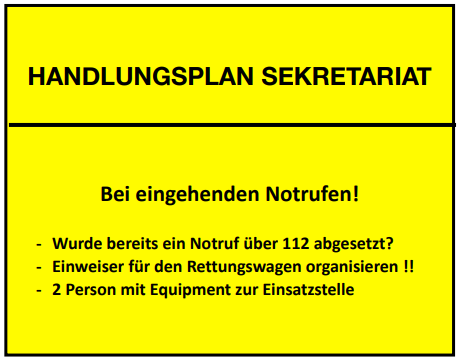 HANDLUNGSPLAN SEKRETARIAT
Bei eingehenden Notrufen!
- Wurde bereits ein Notruf über 112 abgesetzt?
- Einweiser für den Rettungswagen organisieren !!
- 2 Person mit Equipment zur Einsatzstelle